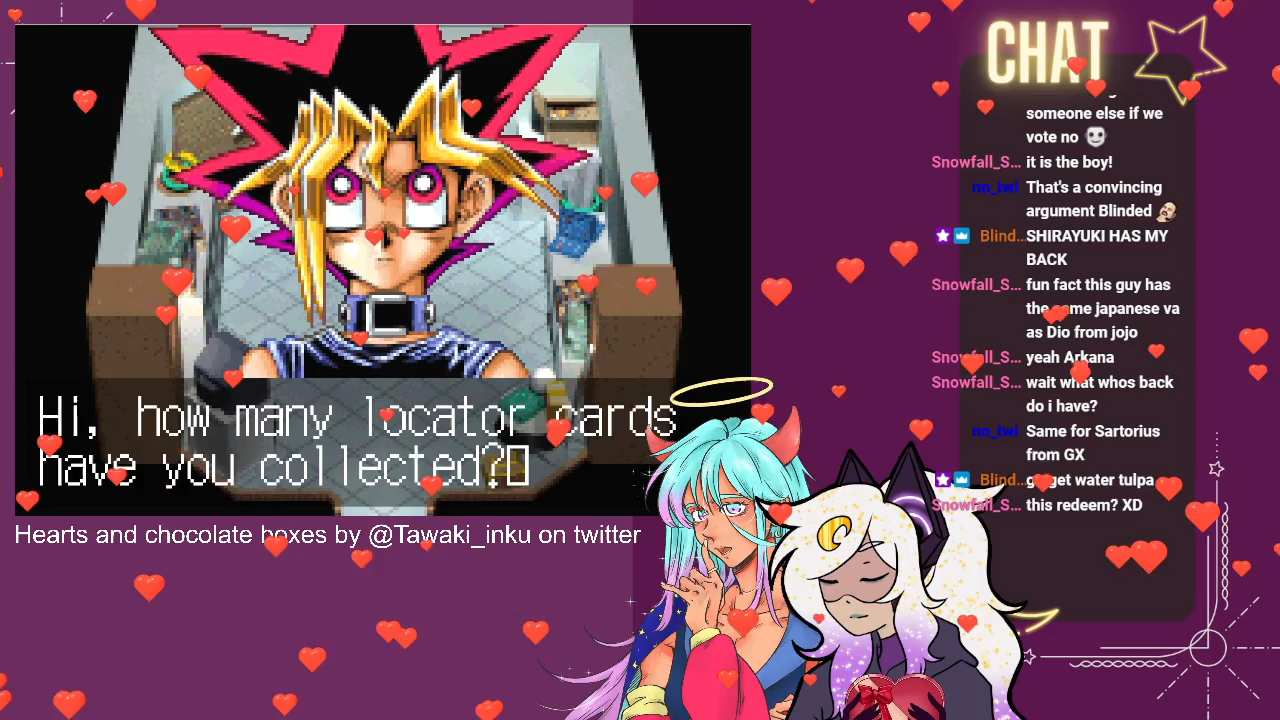 Hi, how many locator cards
have you collected?
Hearts and chocolate boxes by @Tawaki_inku on twitter
CHAT
someone else if we
vote no
Snowfall_S... it is the boy!
nn_twi That's a convincing
argument Blinded
Blind... SHIRAYUKI HAS MY
BACK
Snowfall_S... fun fact this guy has
the same japanese va
as Dio from jojo
Snowfall_S... yeah Arkana
Snowfall_S... wait what whos back
do i have?
nn_twi Same for Sartorius
from GX
Blind... get water tulpa
Snowfall_S... this redeem? XD